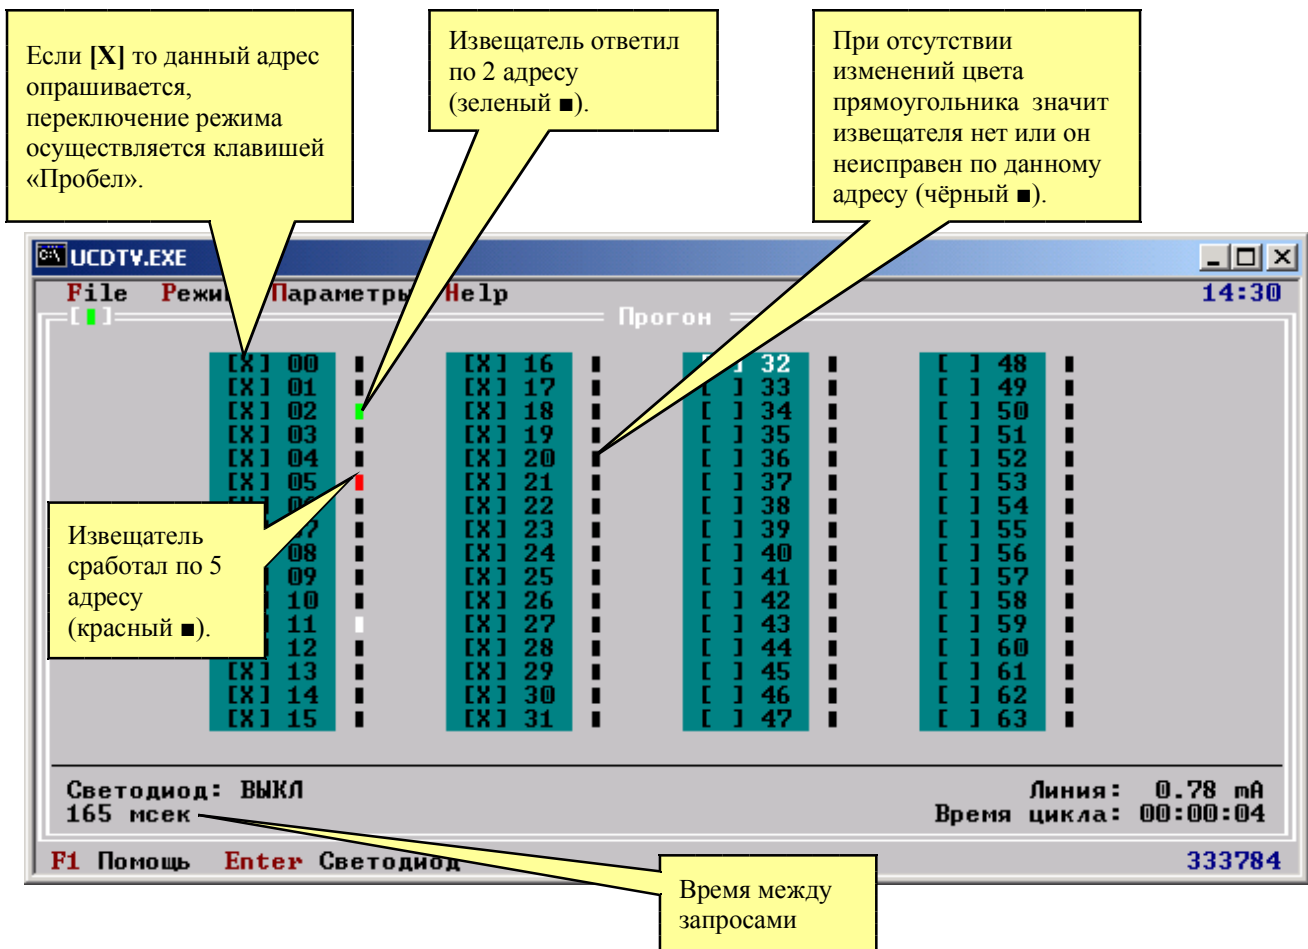 Если [X] то данный адрес
опрашивается,
переключение режима
осуществляется клавишей
«Пробел».
Извещатель ответил
по 2 адресу
(зеленый ■).
При отсутствии
изменений цвета
прямоугольника значит
извещателя нет или он
неисправен по данному
адресу (чёрный ■).
UCDTV.EXE
File Режи Параметры Help 14:30
Прогон
[X] 00 [X] 16 [ ] 32 [ ] 48
[X] 01 [X] 17 [ ] 33 [ ] 49
[X] 02 [X] 18 [ ] 34 [ ] 50
[X] 03 [X] 19 [ ] 35 [ ] 51
[X] 04 [X] 20 [ ] 36 [ ] 52
[X] 05 [X] 21 [ ] 37 [ ] 53
[X] 22 [ ] 38 [ ] 54
[X] 23 [ ] 39 [ ] 55
08 [X] 24 [ ] 40 [ ] 56
09 [X] 25 [ ] 41 [ ] 57
10 [X] 26 [ ] 42 [ ] 58
11 [X] 27 [ ] 43 [ ] 59
12 [X] 28 [ ] 44 [ ] 60
[X] 13 [X] 29 [ ] 45 [ ] 61
[X] 14 [X] 30 [ ] 46 [ ] 62
[X] 15 [X] 31 [ ] 47 [ ] 63
Извещатель
сработал по 5
адресу
(красный ■).
Светодиод: ВЫКЛ Линия: 0.78 mA
165 мсек Время цикла: 00:00:04
F1 Помощь Enter Светодиод 333784
Время между
запросами